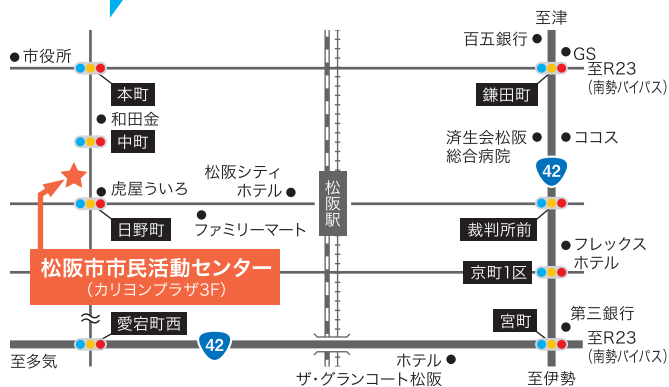 至津
百五銀行
GS
市役所
至R23
(南勢バイパス)
本町
鎌田町
和田金
中町
済生会松阪
総合病院
ココス
42
松阪シティ
ホテル
虎屋ういろ
松阪駅
日野町
ファミリーマート
裁判所前
フレックス
ホテル
京町1区
松阪市市民活動センター
(カリヨンプラザ3F)
愛宕町西
42
宮町
第三銀行
至R23
(南勢バイパス)
至多気
ホテル
ザ・グランコート松阪
至伊勢